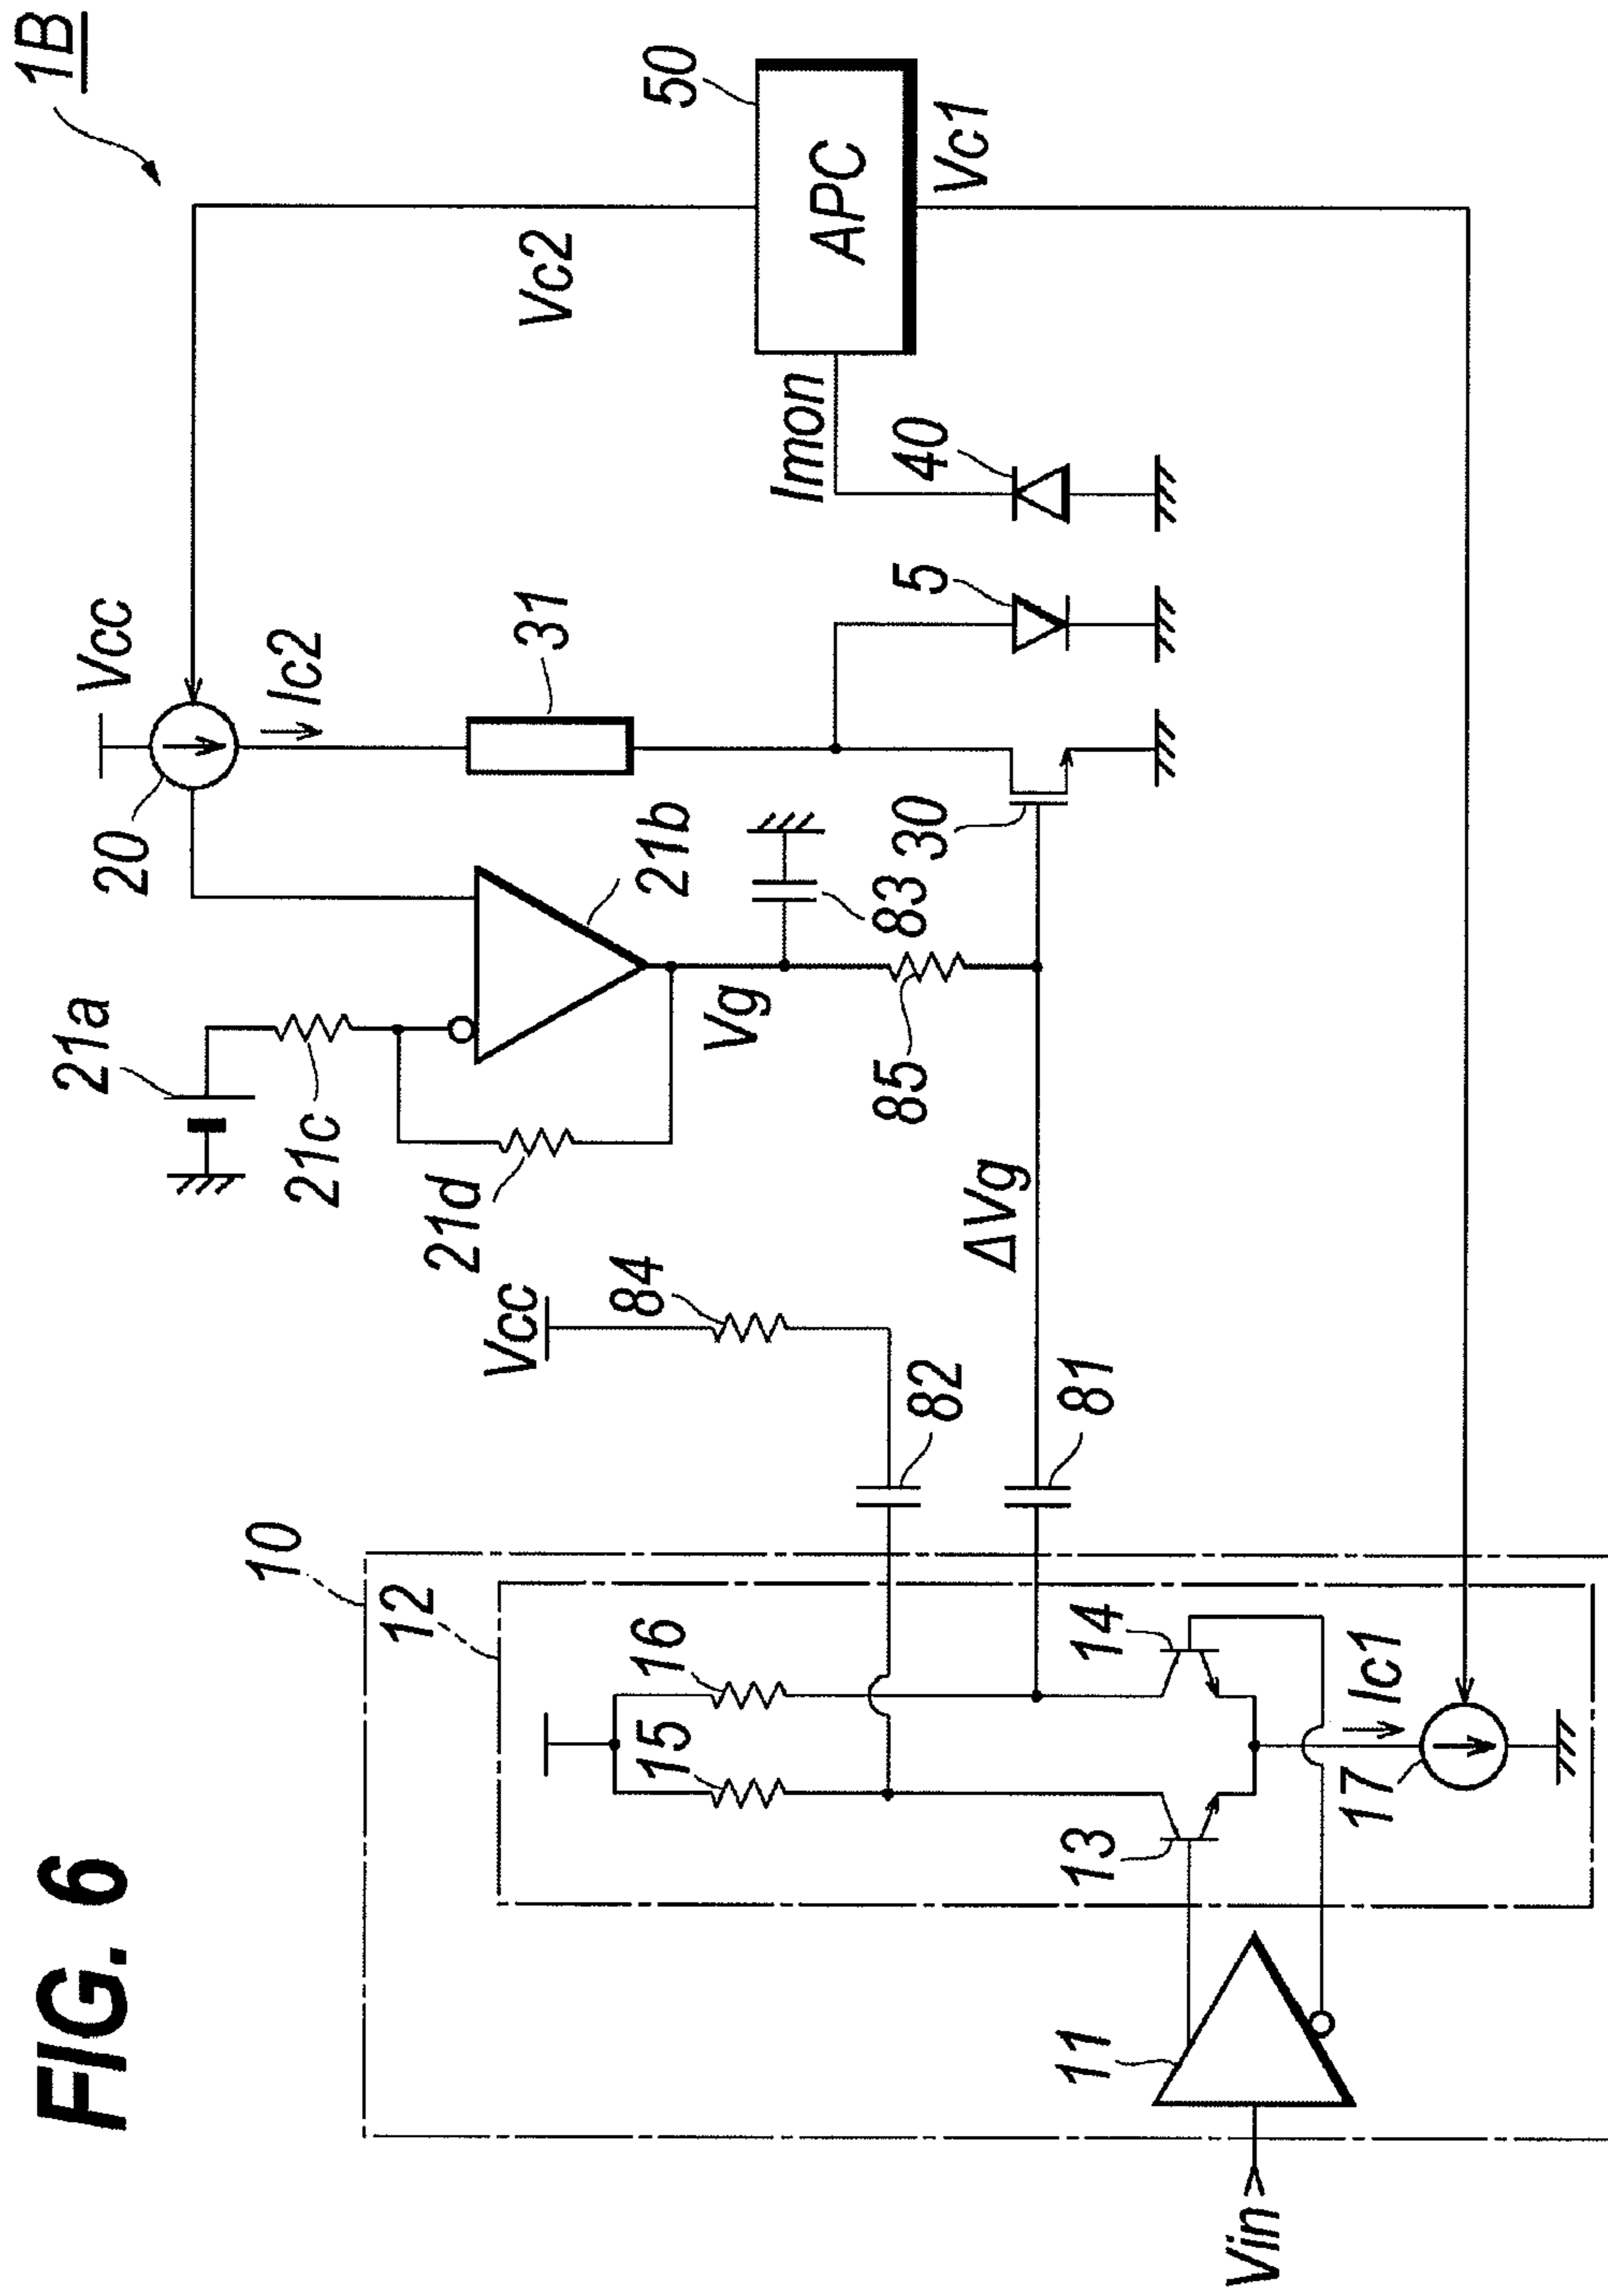 FIG. 6
1B
Vcc
20
Ic2
21a
21c
21d
21b
31
Vc2
50
APC
Imon
Vc1
Vg
83
85
30
5
40
Vcc
84
ΔVg
82
81
10
12
16
15
14
13
Ic1
17
11
Vin